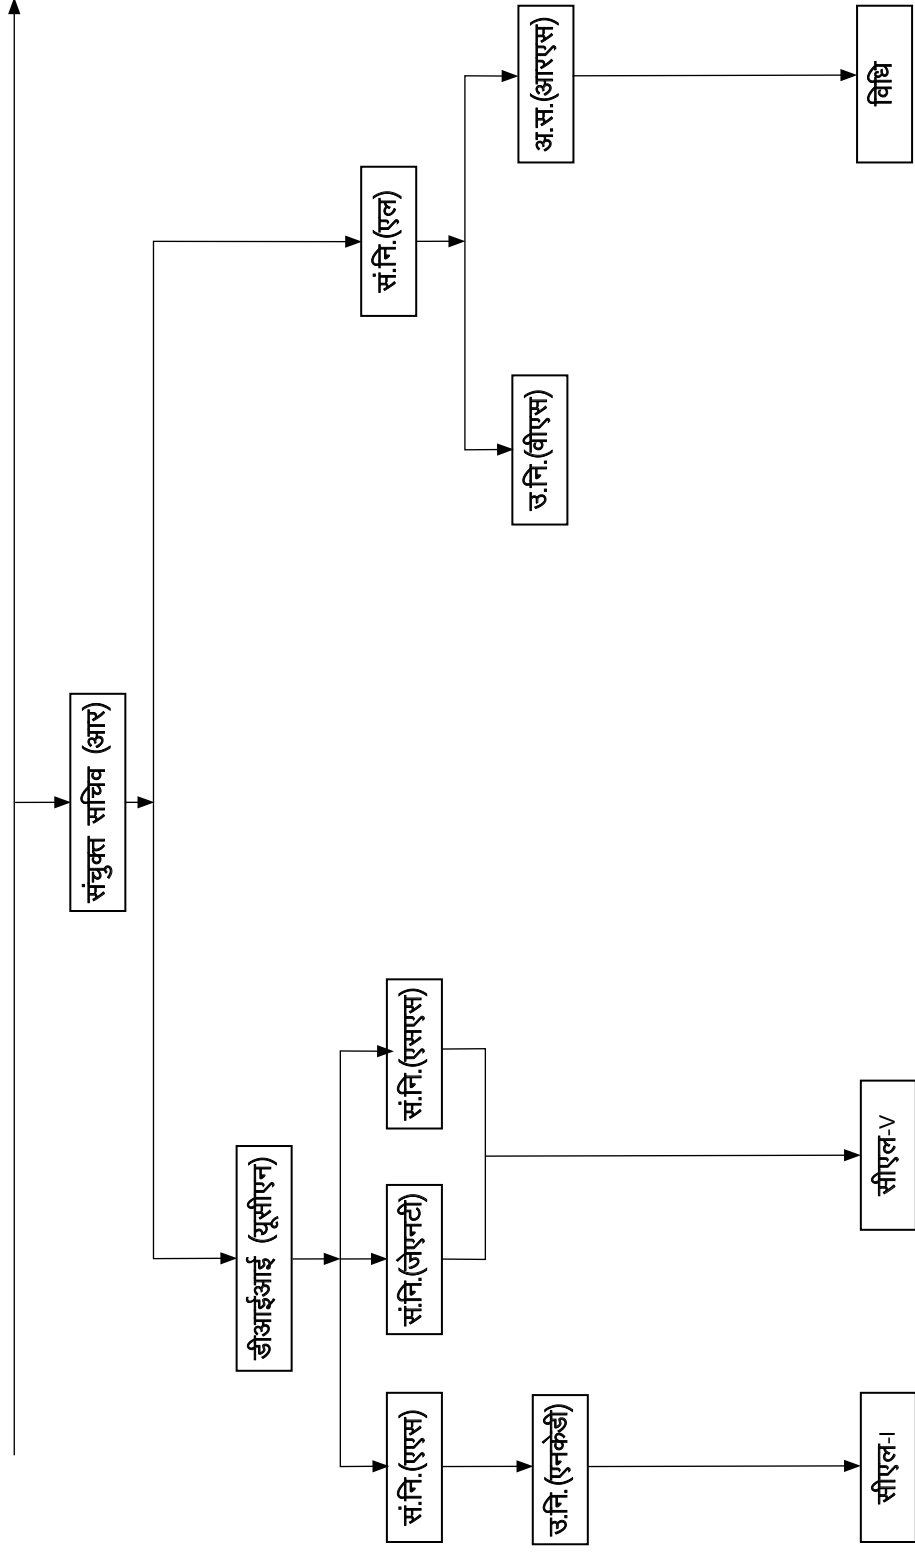 संचुक्त सचिव (आर)
डीआईआई (यूसीएन)
सं.नि.(एल)
सं.नि.(एएस)
सं.नि.(जेएनटी)
सं.नि.(एसएस)
उ.नि.(एनकेडी)
उ.नि.(वीएस)
अ.स.(आरएस)
सीएल-I
सीएल-V
विधि